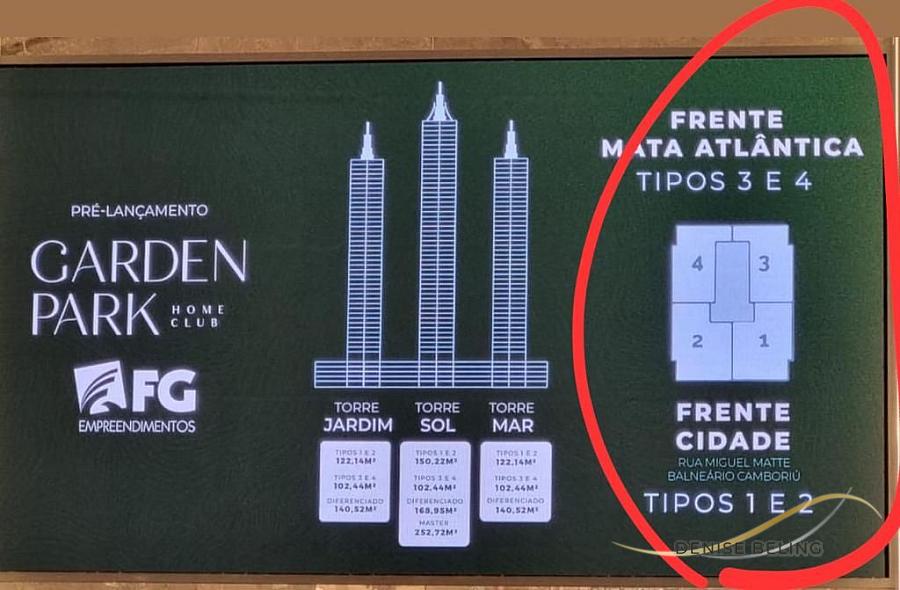 PRÉ-LANÇAMENTO
GARDEN
PARK HOME
CLUB
FG
EMPREENDIMENTOS
TORRE
JARDIM
TIPOS 1 E 2
122,14M²
TIPOS 3 E 4
102,44M²
DIFERENCIADO
140,52M²
TORRE
SOL
TIPOS 1 E 2
150,22M²
TIPOS 3 E 4
102,44M²
DIFERENCIADO
168,95M²
MASTER
252,72M²
TORRE
MAR
TIPOS 1 E 2
122,14M²
TIPOS 3 E 4
102,44M²
DIFERENCIADO
140,52M²
FRENTE
MATA ATLÂNTICA
TIPOS 3 E 4
4 3
2 1
FRENTE
CIDADE
RUA MIGUEL MATTE
BALNEÁRIO CAMBORIÚ
TIPOS 1 E 2
DENISE BELING